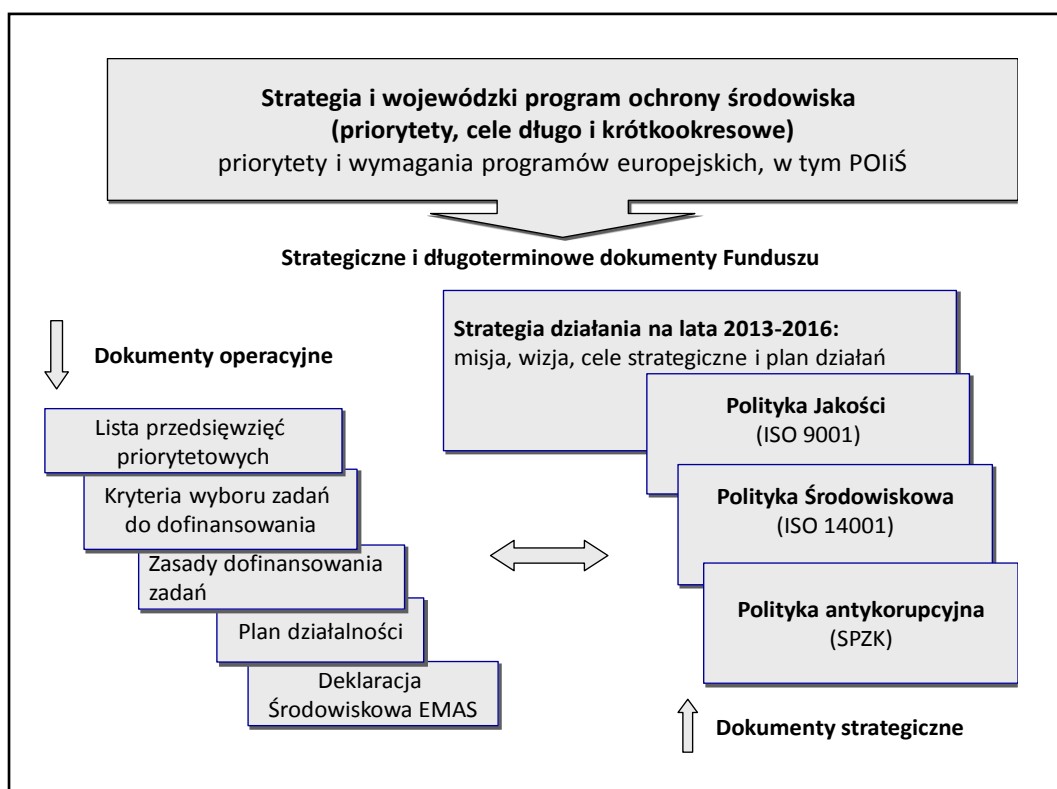 Strategia i wojewódzki program ochrony środowiska
(priorytety, cele długo i krótkookresowe)
priorytety i wymagania programów europejskich, w tym POIiŚ
Strategiczne i długoterminowe dokumenty Funduszu
Dokumenty operacyjne
Lista przedsięwzięć
priorytetowych
Kryteria wyboru zadań
do dofinansowania
Zasady dofinansowania
zadań
Plan działalności
Deklaracja
Środowiskowa EMAS
Strategia działania na lata 2013-2016:
misja, wizja, cele strategiczne i plan działań
Polityka Jakości
(ISO 9001)
Polityka Środowiskowa
(ISO 14001)
Polityka antykorupcyjna
(SPZK)
Dokumenty strategiczne